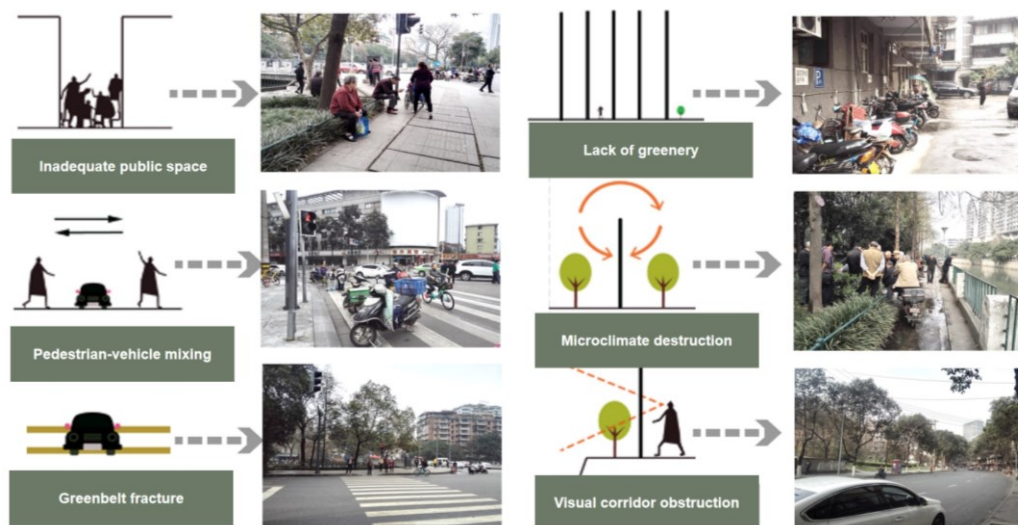 Inadequate public space
Lack of greenery
Pedestrian-vehicle mixing
Microclimate destruction
Greenbelt fracture
Visual corridor obstruction